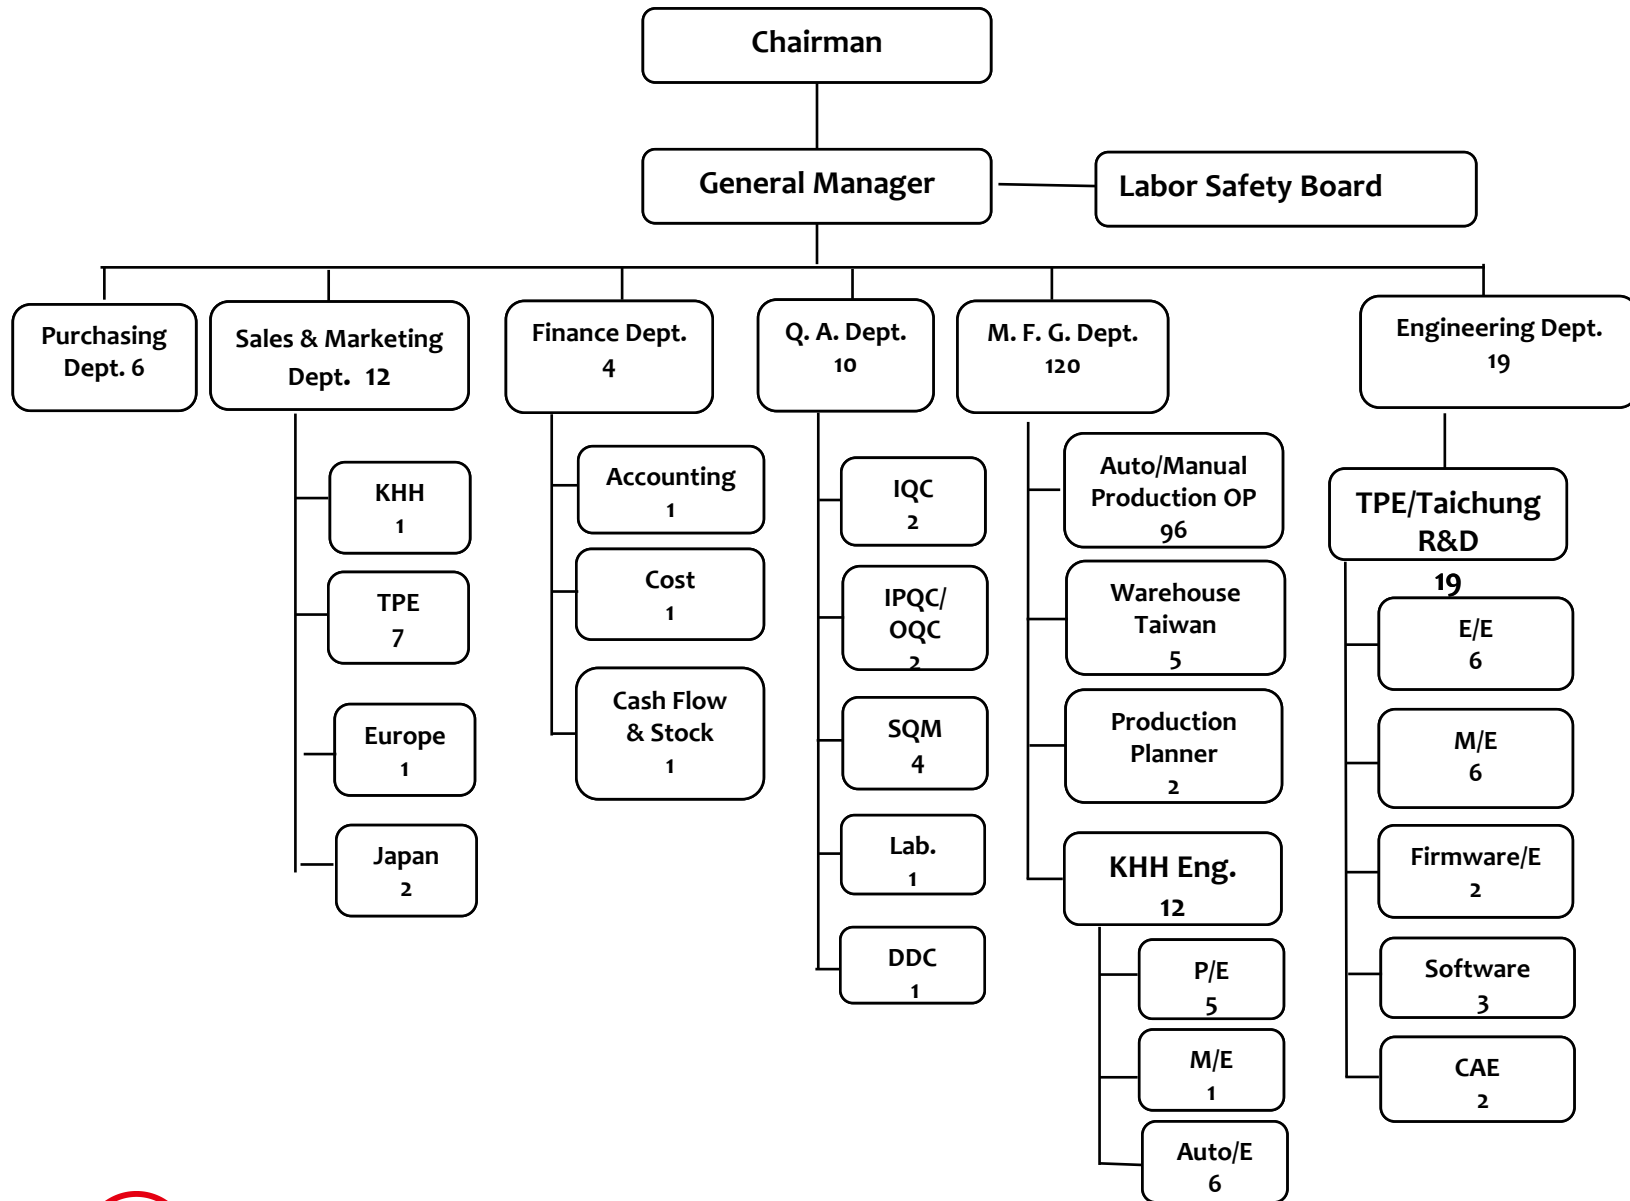 Chairman
General Manager
Labor Safety Board
Purchasing
Dept. 6
Sales & Marketing
Dept. 12
Finance Dept.
4
Q. A. Dept.
10
M. F. G. Dept.
120
Engineering Dept.
19
KHH
1
TPE
7
Europe
1
Japan
2
Accounting
1
Cost
1
Cash Flow
& Stock
1
IQC
2
IPQC/
OQC
2
SQM
4
Lab.
1
DDC
1
Auto/Manual
Production OP
96
Warehouse
Taiwan
5
Production
Planner
2
KHH Eng.
12
P/E
5
M/E
1
Auto/E
6
TPE/Taichung
R&D
19
E/E
6
M/E
6
Firmware/E
2
Software
3
CAE
2